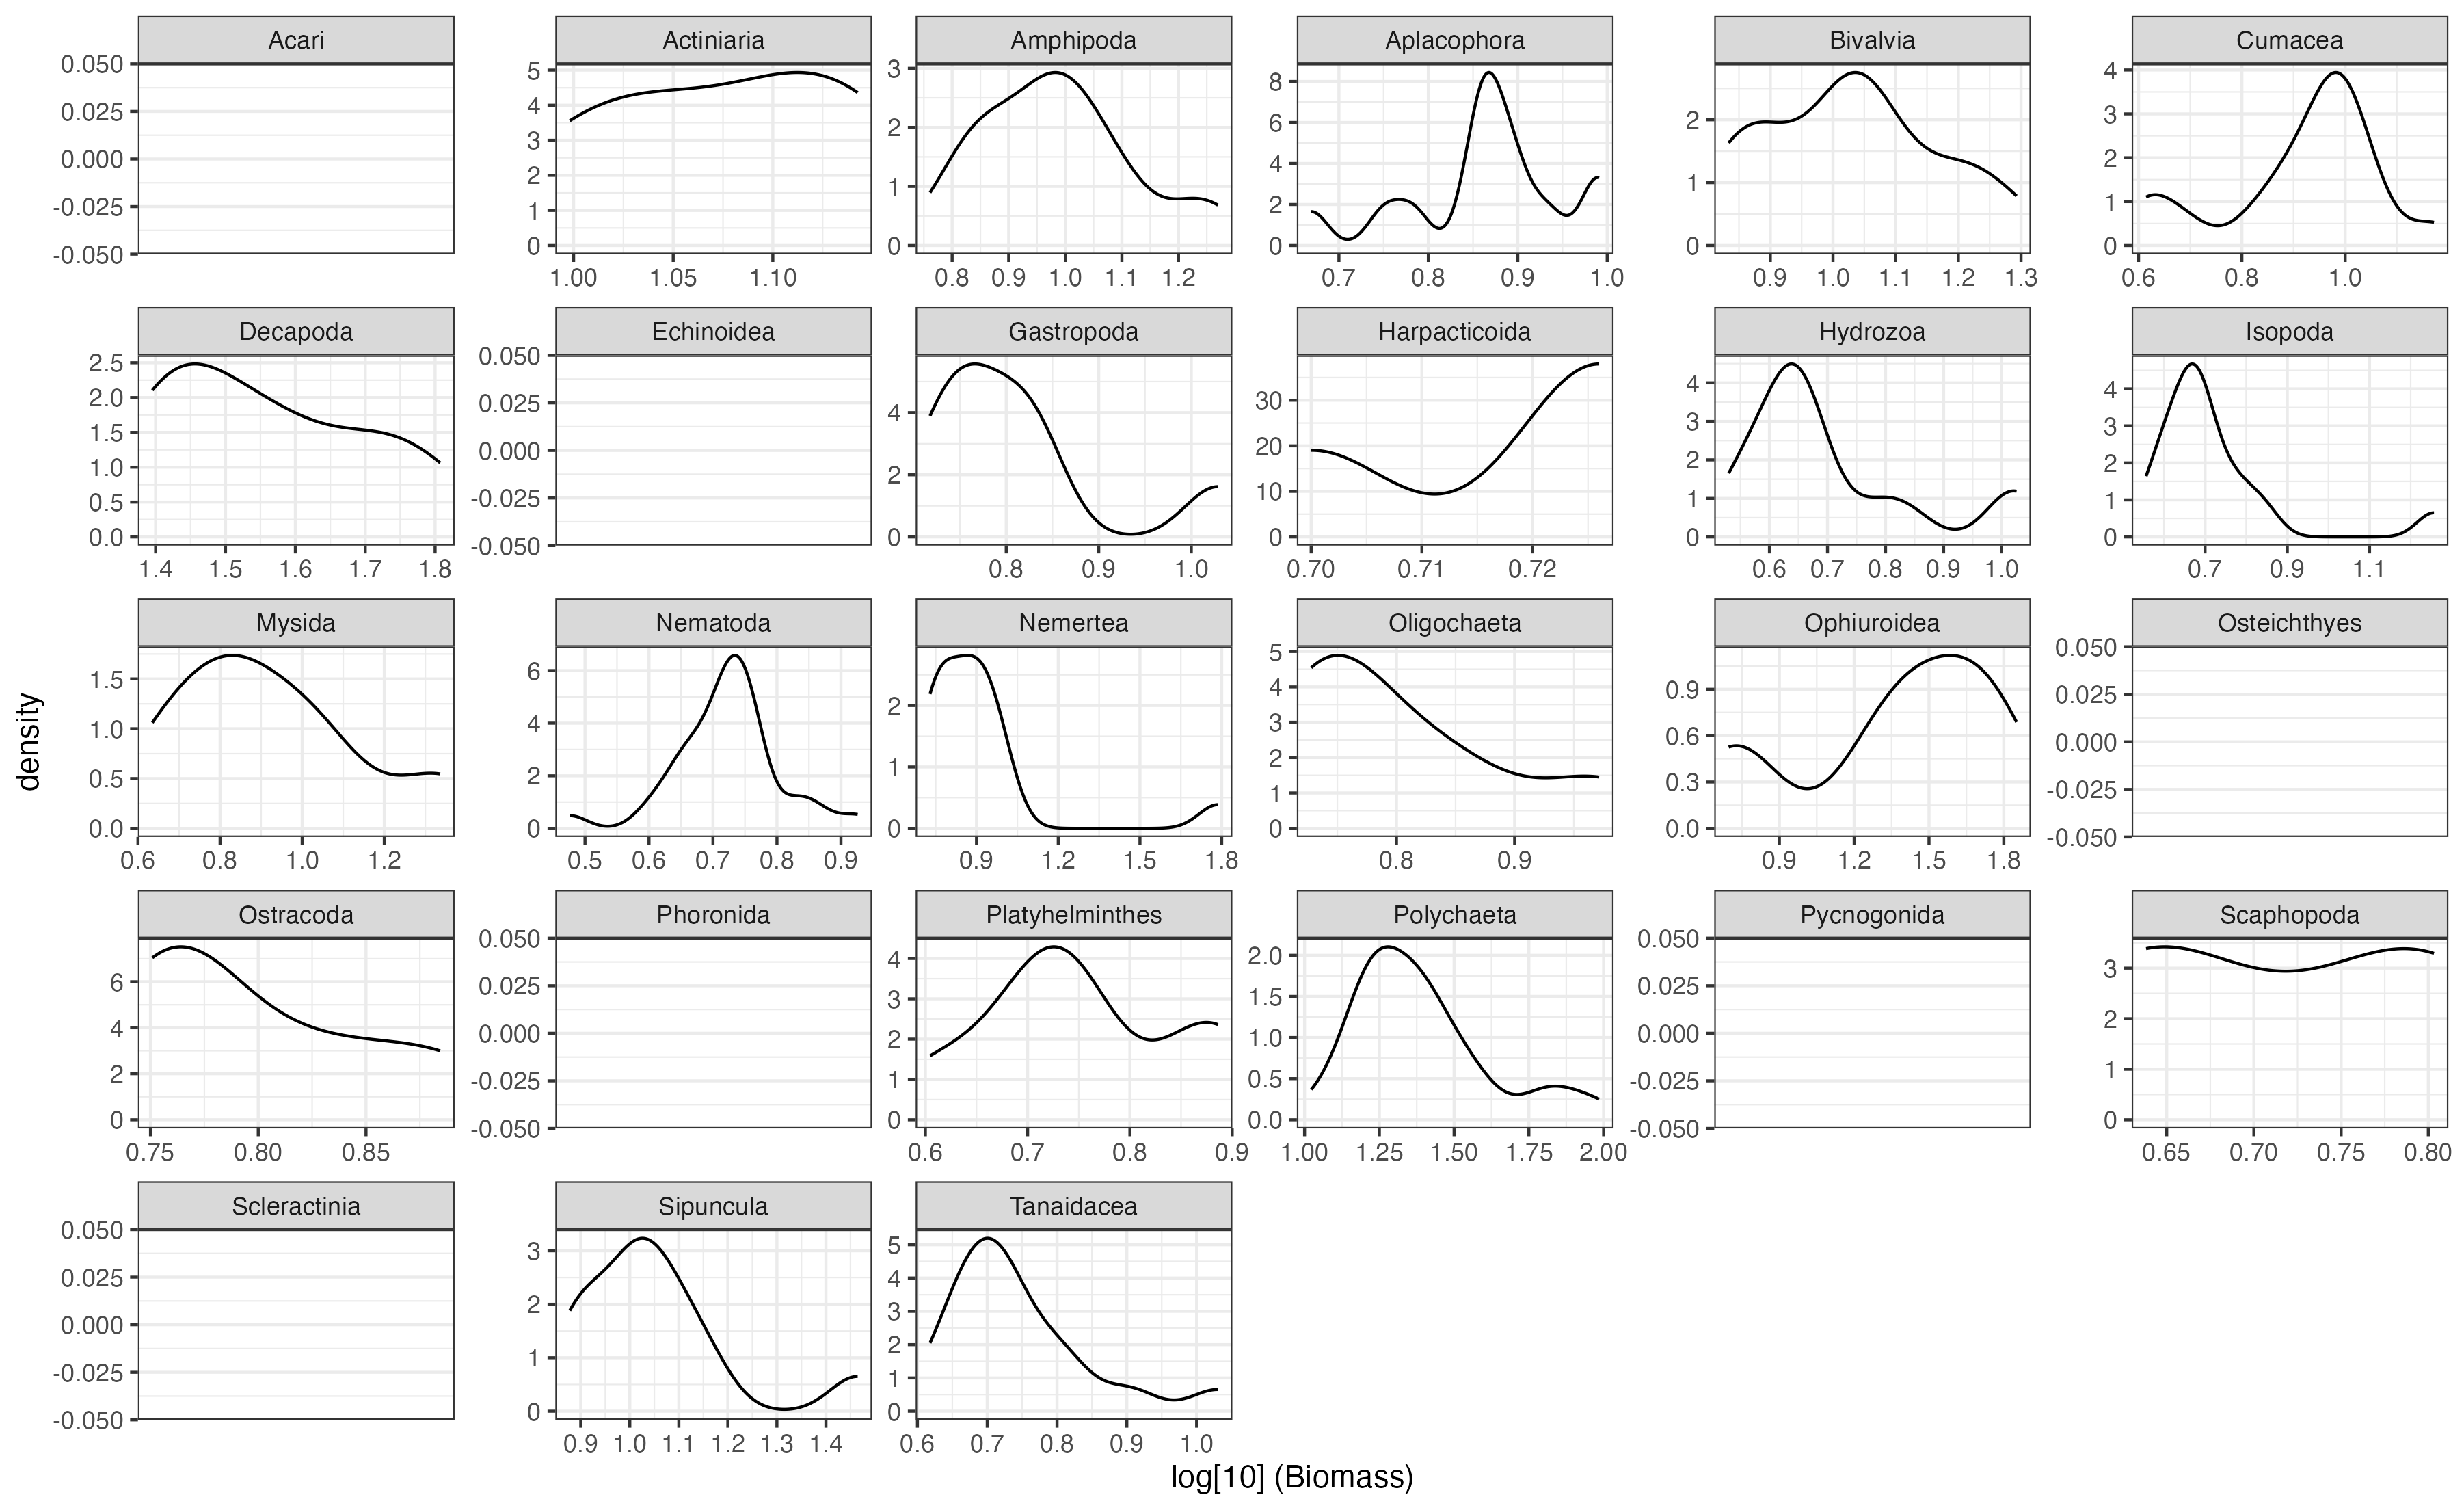 density
Acari
0.050
0.025
0.000
-0.025
-0.050
Actiniaria
5
4
3
2
1
0
1.00 1.05 1.10
Amphipoda
3
2
1
0
0.8 0.9 1.0 1.1 1.2
Aplacophora
8
6
4
2
0
0.7 0.8 0.9 1.0
Bivalvia
2
1
0
0.9 1.0 1.1 1.2 1.3
Cumacea
4
3
2
1
0
0.6 0.8 1.0
Decapoda
2.5
2.0
1.5
1.0
0.5
0.0
1.4 1.5 1.6 1.7 1.8
Echinoidea
0.050
0.025
0.000
-0.025
-0.050
Gastropoda
4
2
0
0.8 0.9 1.0
Harpacticoida
30
20
10
0
0.70 0.71 0.72
Hydrozoa
4
3
2
1
0
0.6 0.7 0.8 0.9 1.0
Isopoda
4
3
2
1
0
0.7 0.9 1.1
Mysida
1.5
1.0
0.5
0.0
0.6 0.8 1.0 1.2
Nematoda
6
4
2
0
0.5 0.6 0.7 0.8 0.9
Nemertea
2
1
0
0.9 1.2 1.5 1.8
Oligochaeta
5
4
3
2
1
0
0.8 0.9
Ophiuroidea
0.9
0.6
0.3
0.0
0.9 1.2 1.5 1.8
Osteichthyes
0.050
0.025
0.000
-0.025
-0.050
Ostracoda
6
4
2
0
0.75 0.80 0.85
Phoronida
0.050
0.025
0.000
-0.025
-0.050
Platyhelminthes
4
3
2
1
0
0.6 0.7 0.8 0.9
Polychaeta
2.0
1.5
1.0
0.5
0.0
1.00 1.25 1.50 1.75 2.00
Pycnogonida
0.050
0.025
0.000
-0.025
-0.050
Scaphopoda
3
2
1
0
0.65 0.70 0.75 0.80
Scleractinia
0.050
0.025
0.000
-0.025
-0.050
Sipuncula
3
2
1
0
0.9 1.0 1.1 1.2 1.3 1.4
Tanaidacea
5
4
3
2
1
0
0.6 0.7 0.8 0.9 1.0
log[10] (Biomass)